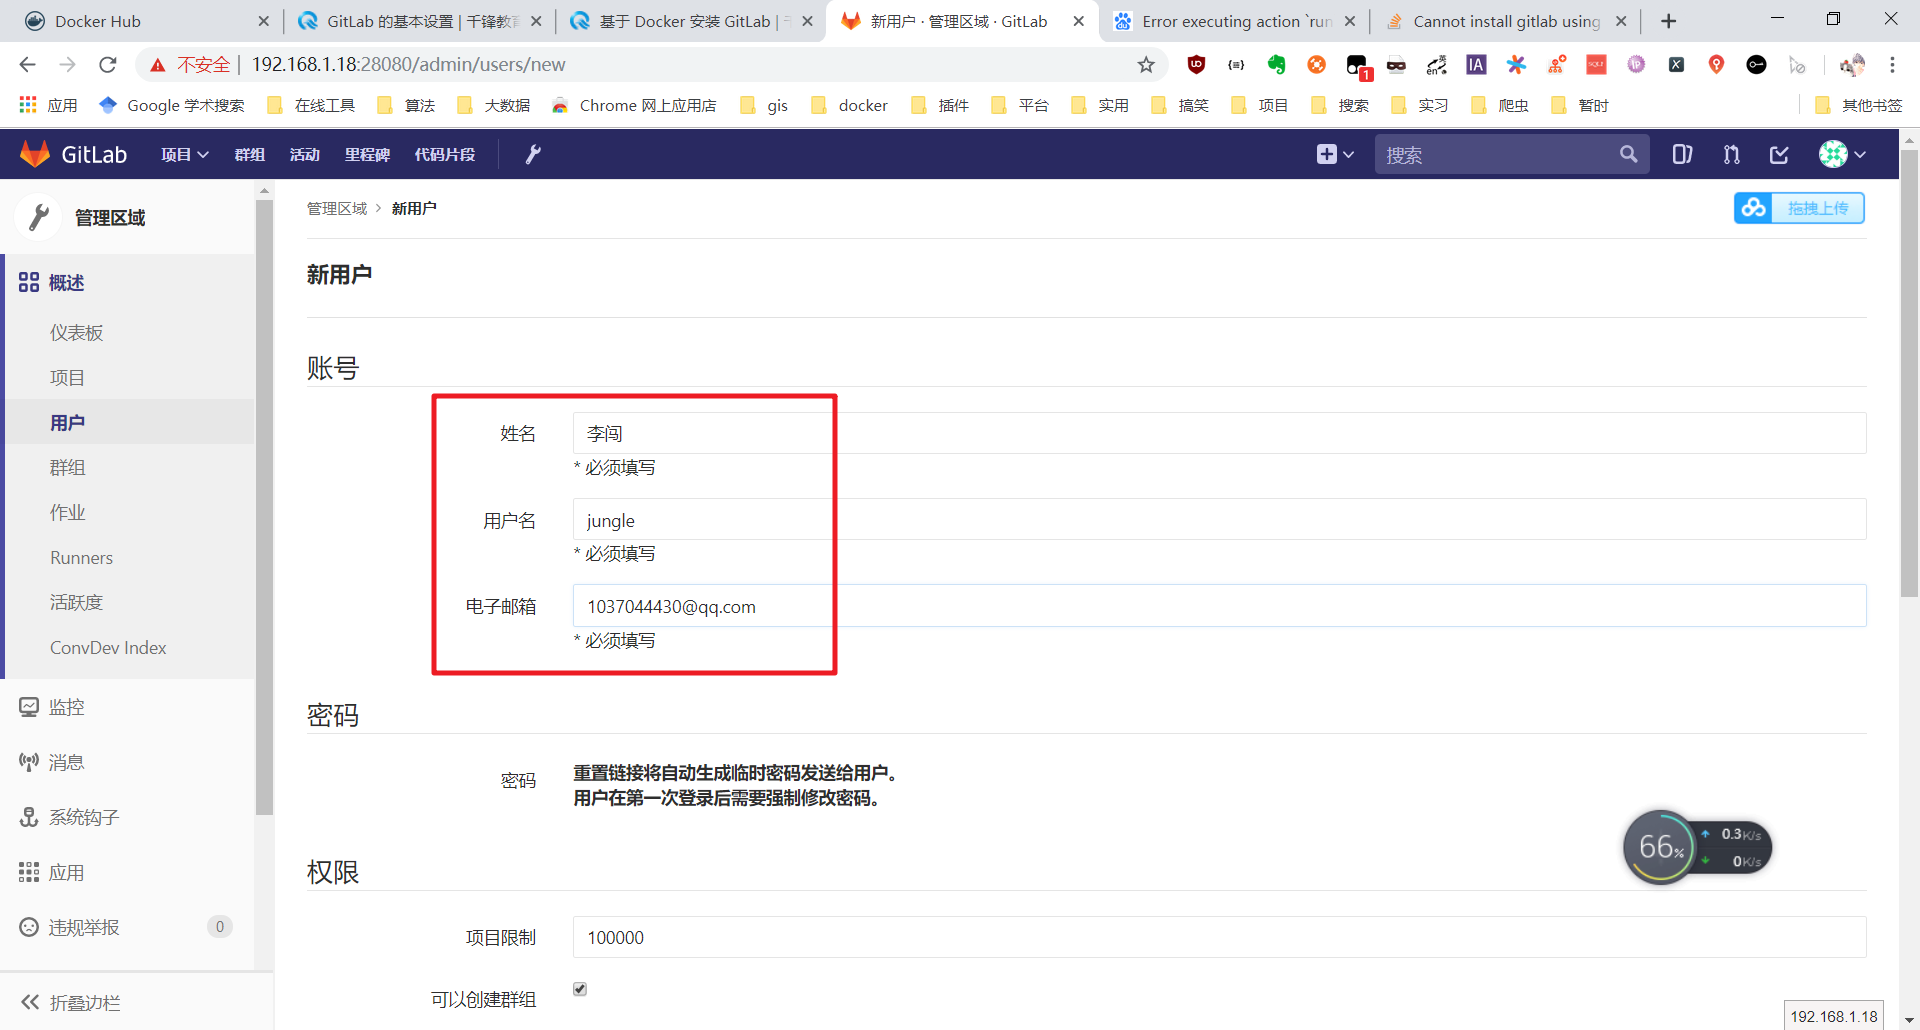 Docker Hub
GitLab 的基本设置 | 千锋教育
基于 Docker 安装 GitLab |
新用户 · 管理区域 · GitLab
Error executing action `run
Cannot install gitlab using
不安全 | 192.168.1.18:28080/admin/users/new
应用
Google 学术搜索
在线工具
算法
大数据
Chrome 网上应用店
gis
docker
插件
平台
实用
搞笑
项目
搜索
实习
爬虫
暂时
其他书签
GitLab
项目
群组
活动
里程碑
代码片段
搜索
管理区域
管理区域 > 新用户
拖拽上传
新用户
概述
仪表板
项目
用户
群组
作业
Runners
活跃度
ConvDev Index
监控
消息
系统钩子
应用
违规举报 0
折叠边栏
账号
姓名 李闯
* 必须填写
用户名 jungle
* 必须填写
电子邮箱 1037044430@qq.com
* 必须填写
密码
密码 重置链接将自动生成临时密码发送给用户。
用户在第一次登录后需要强制修改密码。
66%
0.3K/s
0K/s
权限
项目限制 100000
可以创建群组
192.168.1.18